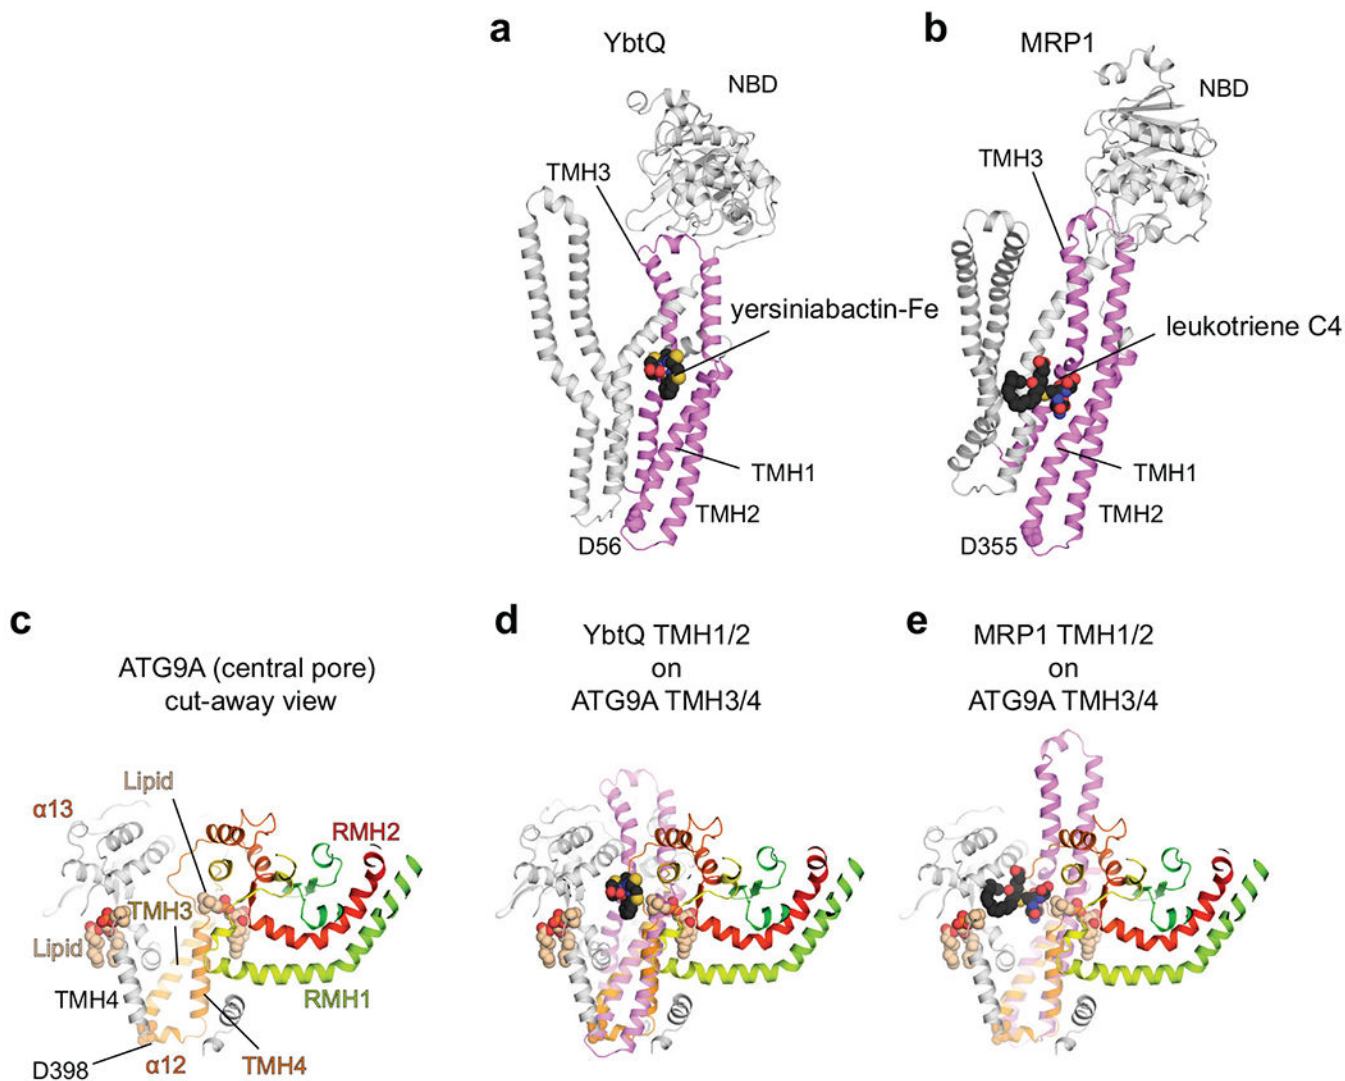 a
YbtQ
NBD
TMH3
yersiniabactin-Fe
TMH1
TMH2
D56
b
MRP1
NBD
TMH3
leukotriene C4
TMH1
TMH2
D355
c
ATG9A (central pore)
cut-away view
Lipid
α13
RMH2
TMH3
Lipid
TMH4
RMH1
D398
α12
TMH4
d
YbtQ TMH1/2
on
ATG9A TMH3/4
e
MRP1 TMH1/2
on
ATG9A TMH3/4